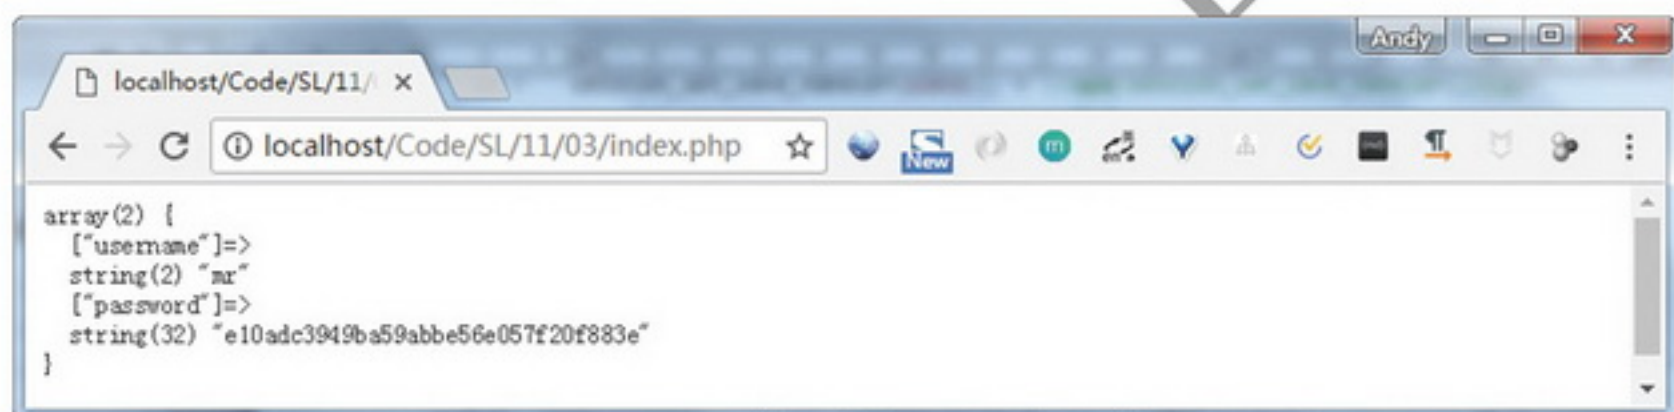 Andy
localhost/Code/SL/11/
localhost/Code/SL/11/03/index.php
New
m
en
array(2) {
["username"]=>
string(2) "mr"
["password"]=>
string(32) "e10adc3949ba59abbe56e057f20f883e"
}